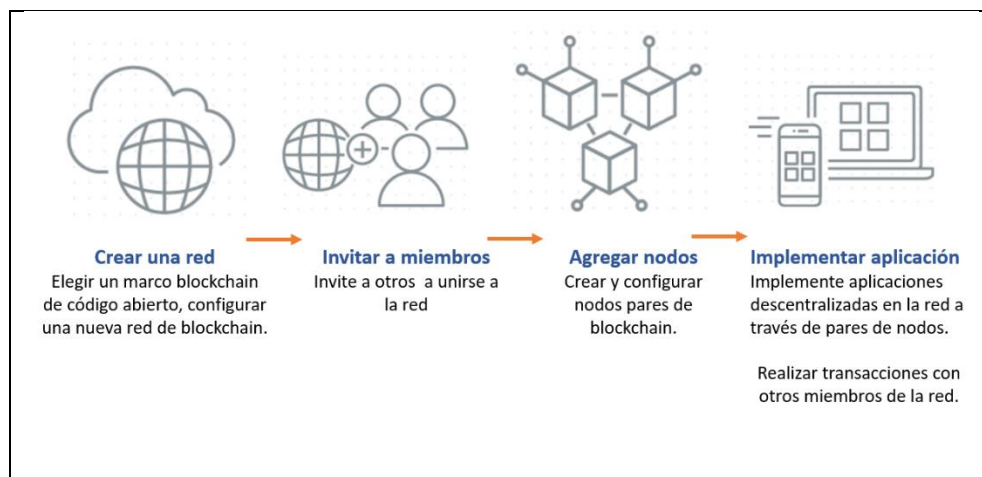 Crear una red
Elegir un marco blockchain
de código abierto, configurar
una nueva red de blockchain.
Invitar a miembros
Invite a otros  a unirse a
la red
Agregar nodos
Crear y configurar
nodos pares de
blockchain.
Implementar aplicación
Implemente aplicaciones
descentralizadas en la red a
través de pares de nodos.
Realizar transacciones con
otros miembros de la red.